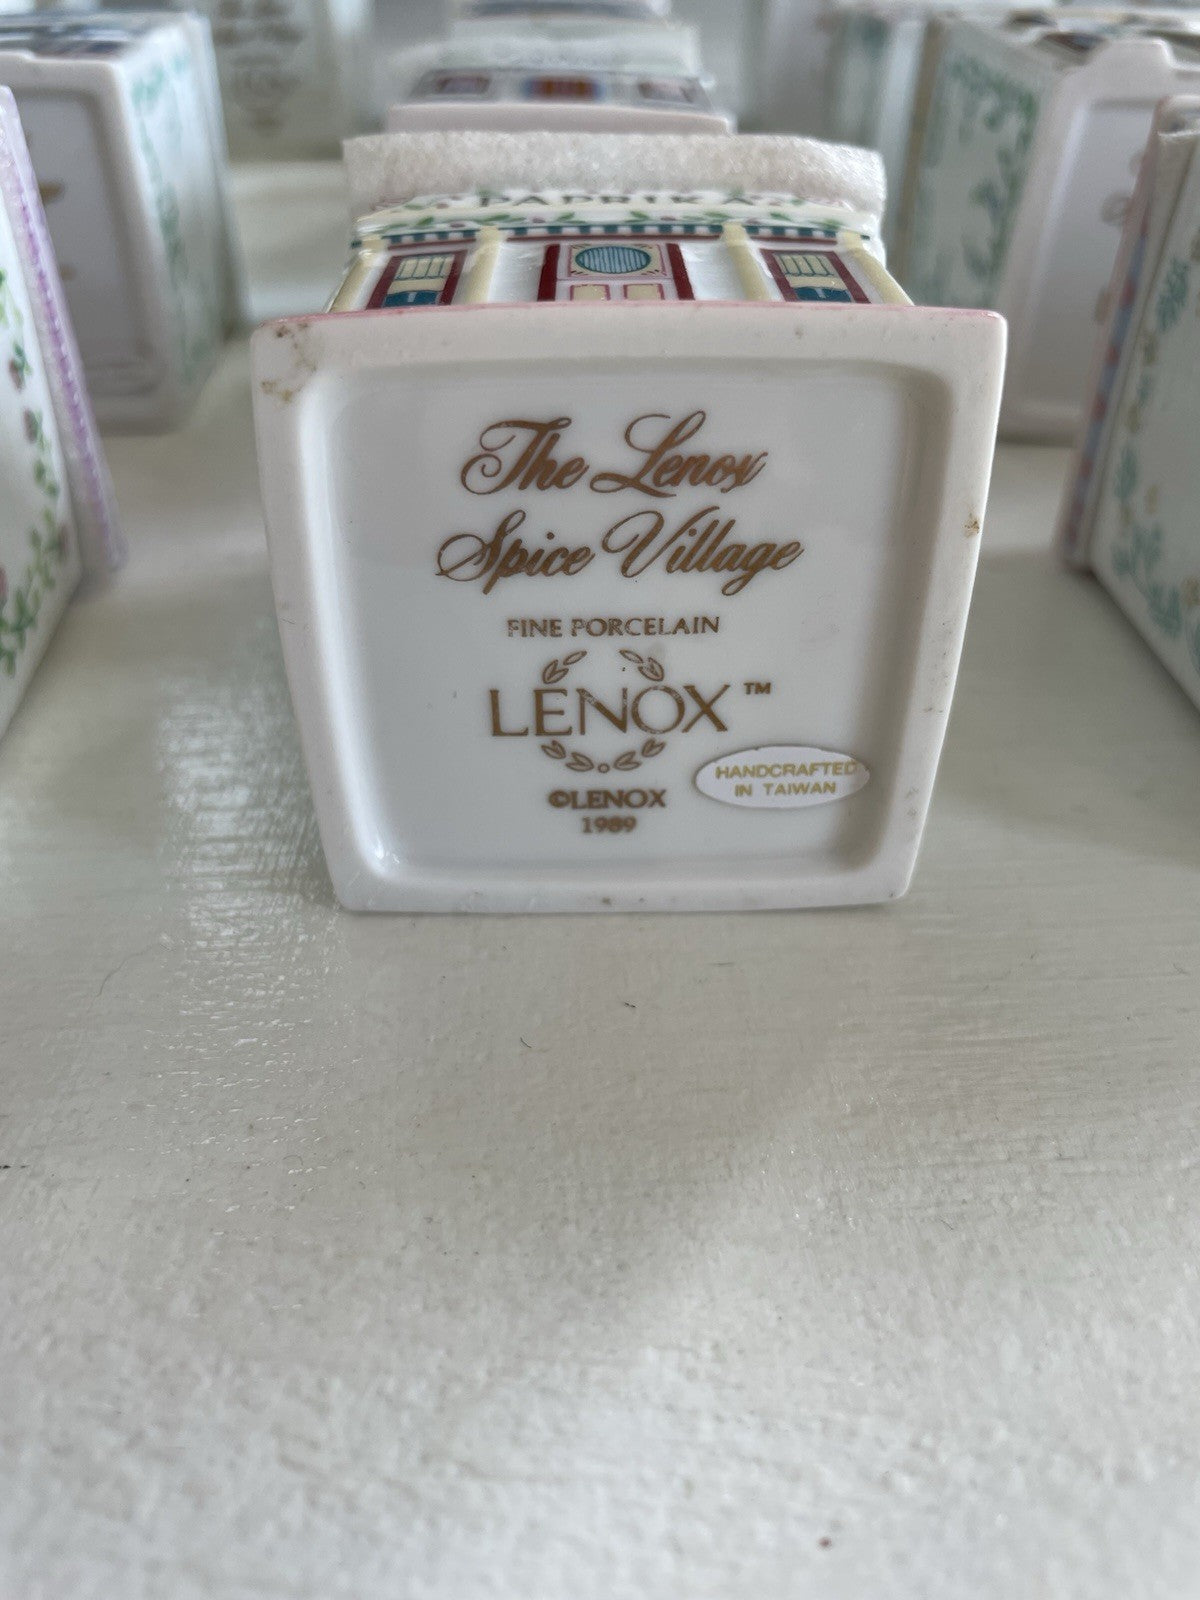 PAPRIKA
The Lenox
Spice Village
FINE PORCELAIN
LENOX™
©LENOX
1989
HANDCRAFTED
IN TAIWAN